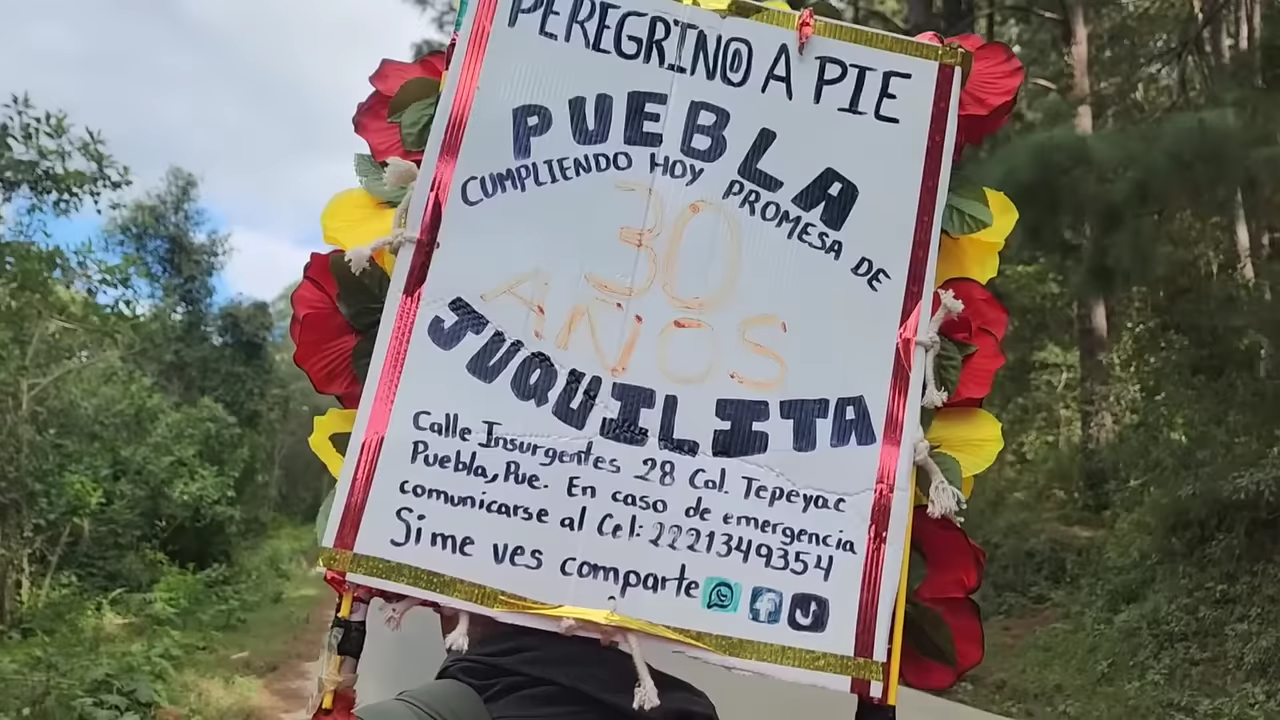 PEREGRINO A PIE
PUEBLA
CUMPLIENDO HOY PROMESA DE
30
AÑOS
JUQUILITA
Calle Insurgentes 28 Col. Tepeyac
Puebla, Pue. En caso de emergencia
comunicarse al Cel: 2221349354
Si me ves comparte